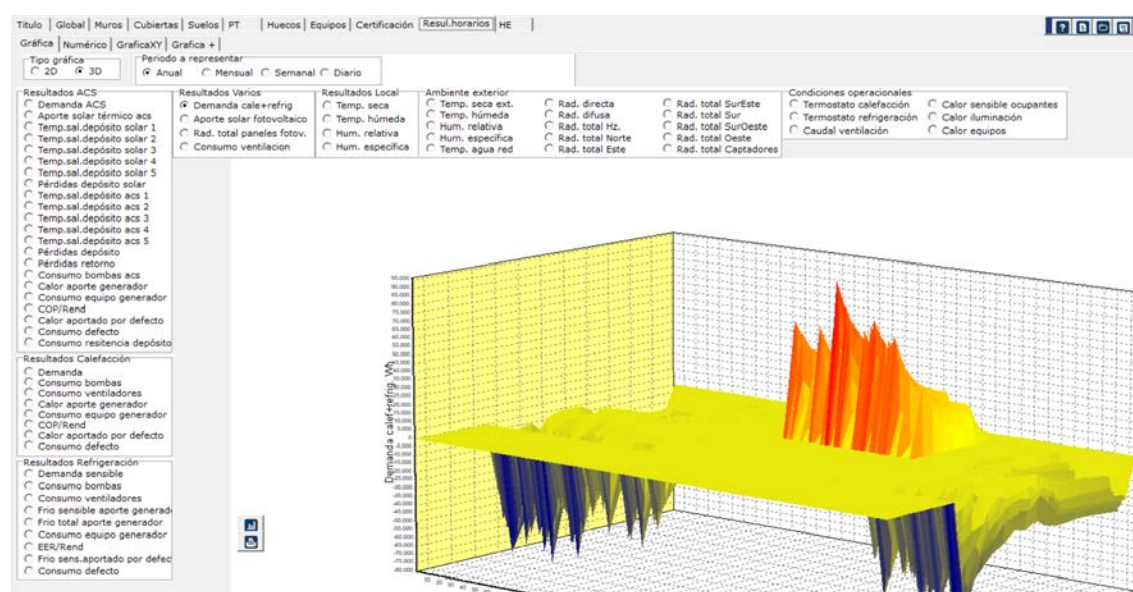 Titulo Global Muros Cubiertas Suelos PT Huecos Equipos Certificación Resul.horarios HE
Gráfica Numérico GraficaXY Grafica +
Tipo gráfica
2D 3D
Periodo a representar
Anual Mensual Semanal Diario
Resultados ACS
Demanda ACS
Aporte solar térmico acs
Temp.sal.depósito solar 1
Temp.sal.depósito solar 2
Temp.sal.depósito solar 3
Temp.sal.depósito solar 4
Temp.sal.depósito solar 5
Pérdidas depósito solar
Temp.sal.depósito acs 1
Temp.sal.depósito acs 2
Temp.sal.depósito acs 3
Temp.sal.depósito acs 4
Temp.sal.depósito acs 5
Pérdidas depósito
Pérdidas retorno
Consumo bombas acs
Calor aporte generador
Consumo equipo generador
COP/Rend
Calor aportado por defecto
Consumo defecto
Consumo resitencia depósito
Resultados Calefacción
Demanda
Consumo bombas
Consumo ventiladores
Calor aporte generador
Consumo equipo generador
COP/Rend
Calor aportado por defecto
Consumo defecto
Resultados Refrigeración
Demanda sensible
Consumo bombas
Consumo ventiladores
Frio sensible aporte generado
Frio total aporte generador
Consumo equipo generador
EER/Rend
Frio sens.aportado por defec
Consumo defecto
Resultados Varios
Demanda cale+refrig
Aporte solar fotovoltaico
Rad. total paneles fotov.
Consumo ventilacion
Resultados Local
Temp. seca
Temp. húmeda
Hum. relativa
Hum. específica
Ambiente exterior
Temp. seca ext.
Temp. húmeda
Hum. relativa
Hum. específica
Temp. agua red
Rad. directa
Rad. difusa
Rad. total Hz.
Rad. total Norte
Rad. total Este
Rad. total SurEste
Rad. total Sur
Rad. total SurOeste
Rad. total Oeste
Rad. total Captadores
Condiciones operacionales
Termostato calefacción
Termostato refrigeración
Caudal ventilación
Calor sensible ocupantes
Calor iluminación
Calor equipos
Demanda calef+refrig. Wh